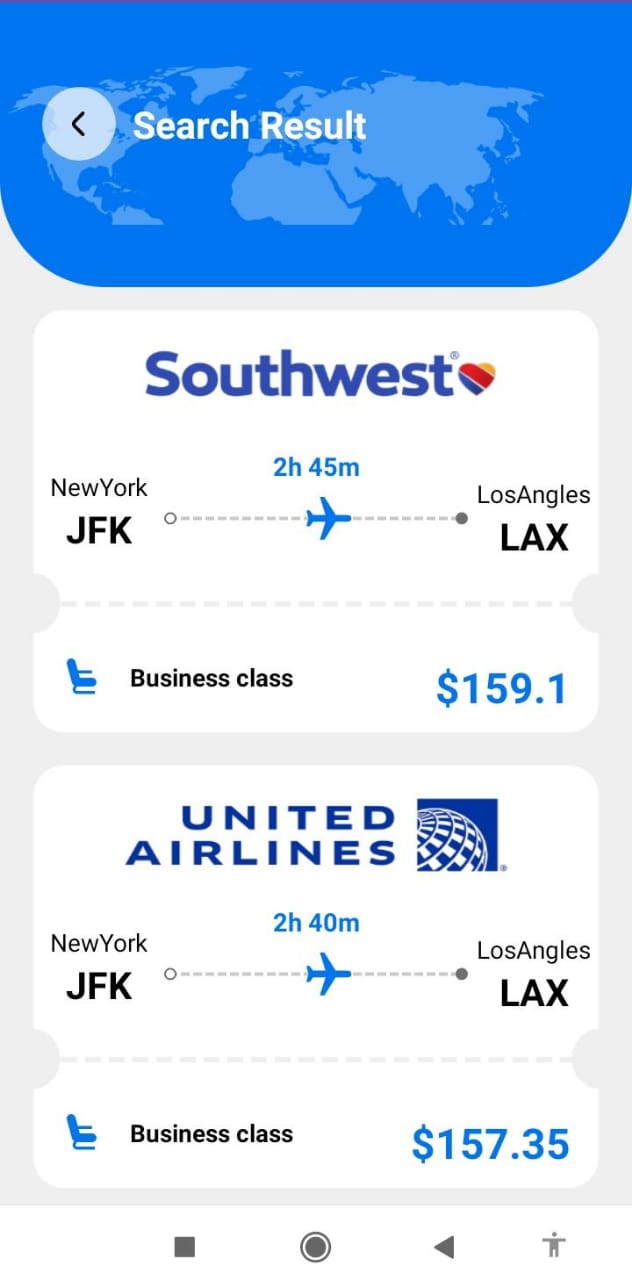 Search Result
Southwest®
2h 45m
NewYork
LosAngles
JFK
LAX
Business class
$159.1
UNITED
AIRLINES
®
2h 40m
NewYork
LosAngles
JFK
LAX
Business class
$157.35